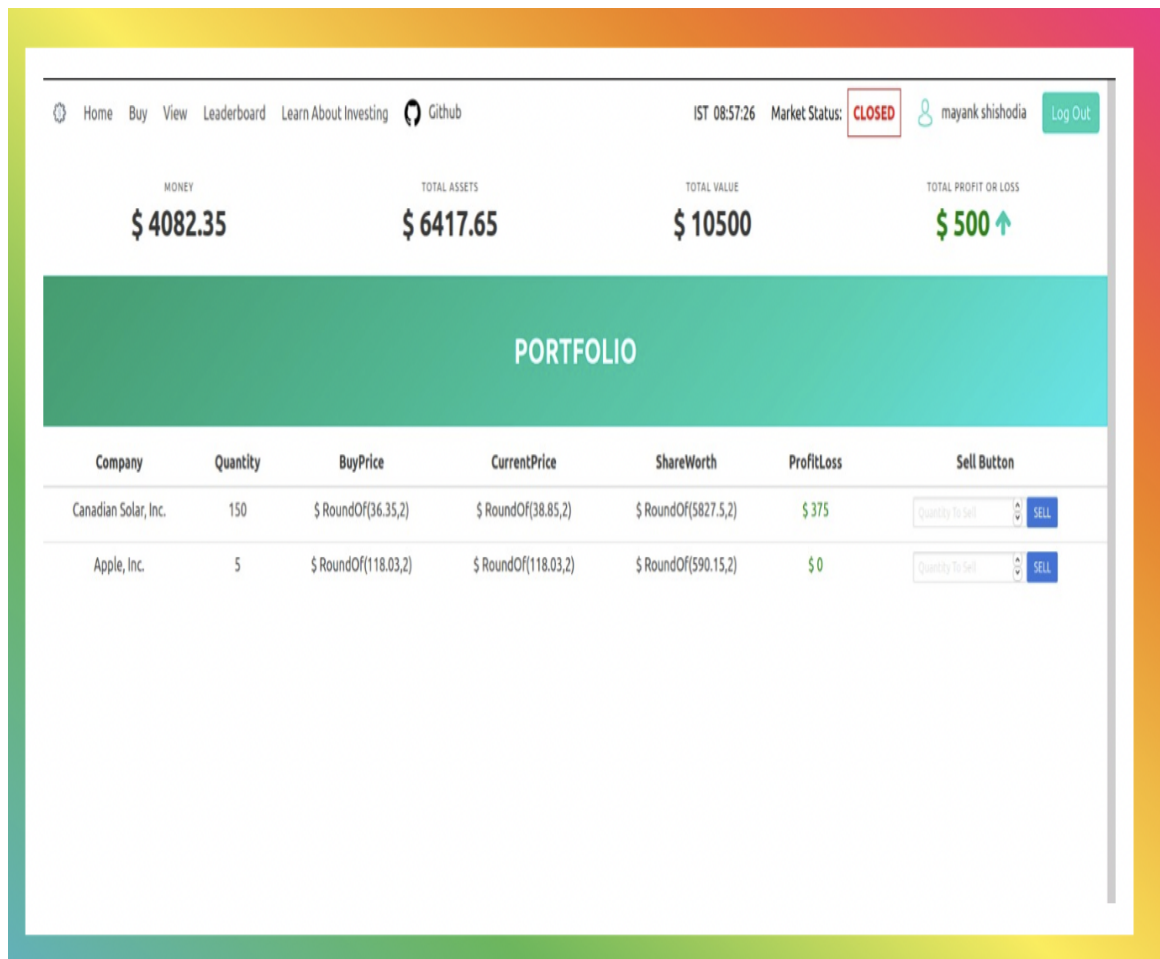 Home Buy View Leaderboard Learn About Investing Github IST 08:57:26 Market Status: CLOSED mayank shishodia Log Out
MONEY TOTAL ASSETS TOTAL VALUE TOTAL PROFIT OR LOSS
$ 4082.35 $ 6417.65 $ 10500 $ 500
PORTFOLIO
Company Quantity BuyPrice CurrentPrice ShareWorth ProfitLoss Sell Button
Canadian Solar, Inc. 150 $ RoundOf(36.35,2) $ RoundOf(38.85,2) $ RoundOf(5827.5,2) $ 375 Quantity To Sell SELL
Apple, Inc. 5 $ RoundOf(118.03,2) $ RoundOf(118.03,2) $ RoundOf(590.15,2) $ 0 Quantity To Sell SELL